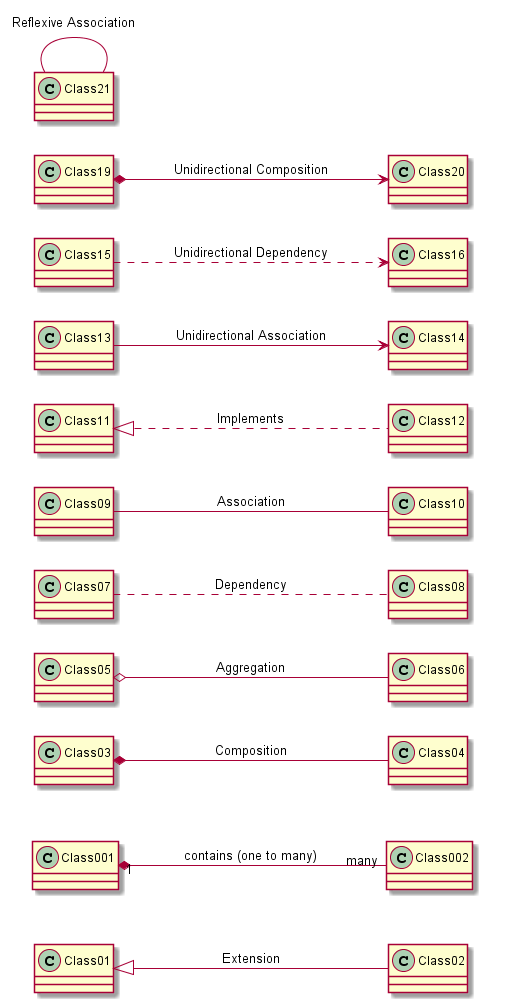 Reflexive Association
C Class21
C Class19 Unidirectional Composition C Class20
C Class15 Unidirectional Dependency C Class16
C Class13 Unidirectional Association C Class14
C Class11 Implements C Class12
C Class09 Association C Class10
C Class07 Dependency C Class08
C Class05 Aggregation C Class06
C Class03 Composition C Class04
C Class001 1 contains (one to many) many C Class002
C Class01 Extension C Class02